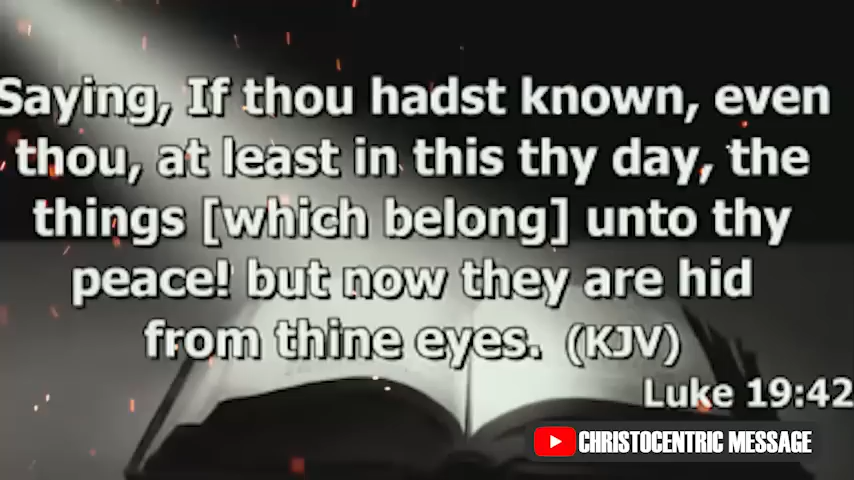 Saying, If thou hadst known, even
thou, at least in this thy day, the
things [which belong] unto thy
peace! but now they are hid
from thine eyes. (KJV)
Luke 19:42
CHRISTOCENTRIC MESSAGE